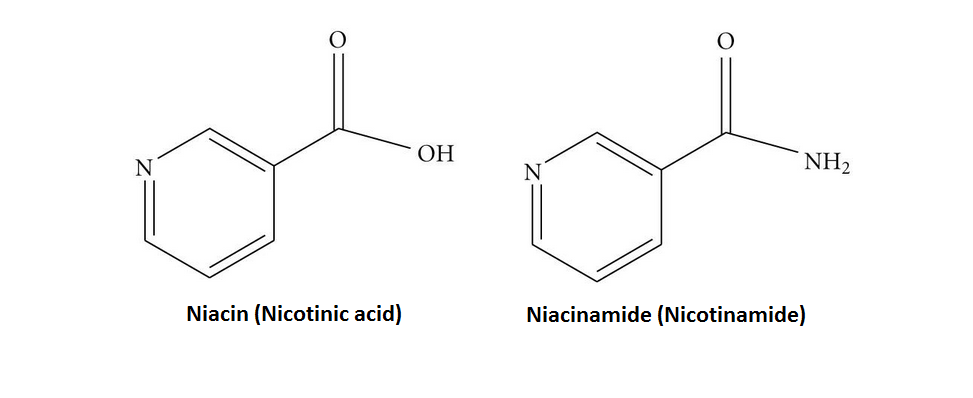 O
N
OH
Niacin (Nicotinic acid)
O
N
NH₂
Niacinamide (Nicotinamide)